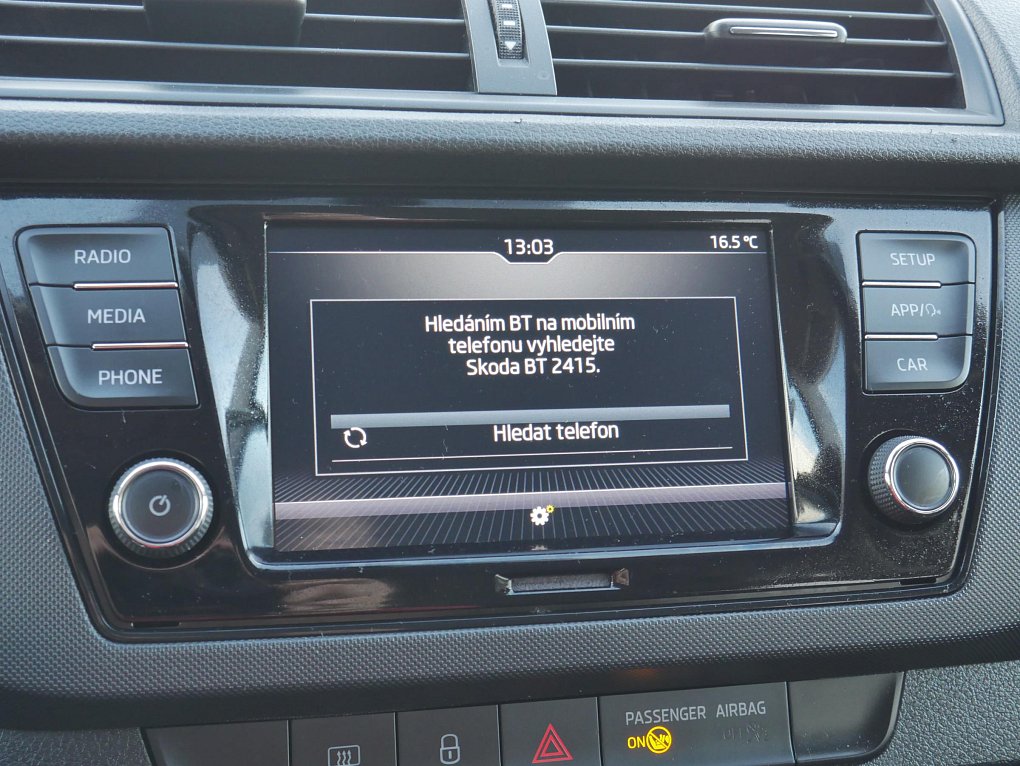 13:03
16.5 °C
RADIO
MEDIA
PHONE
Hledáním BT na mobilním
telefonu vyhledejte
Skoda BT 2415.
Hledat telefon
SETUP
APP/
CAR
PASSENGER AIRBAG
ON